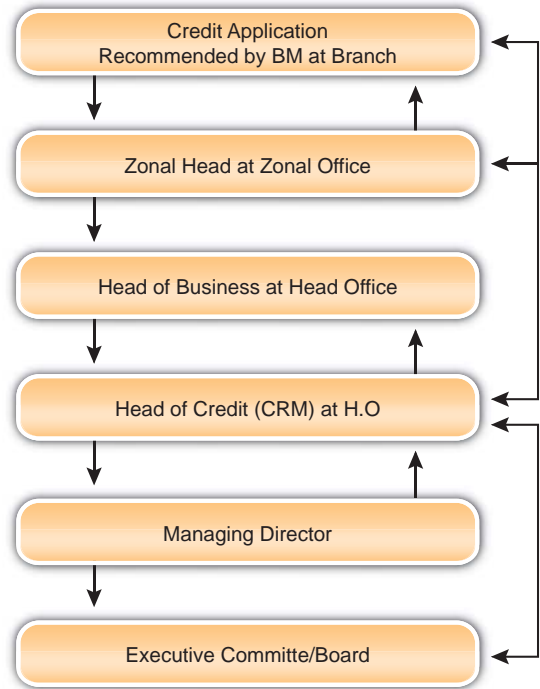 Credit Application
Recommended by BM at Branch
Zonal Head at Zonal Office
Head of Business at Head Office
Head of Credit (CRM) at H.O
Managing Director
Executive Committe/Board